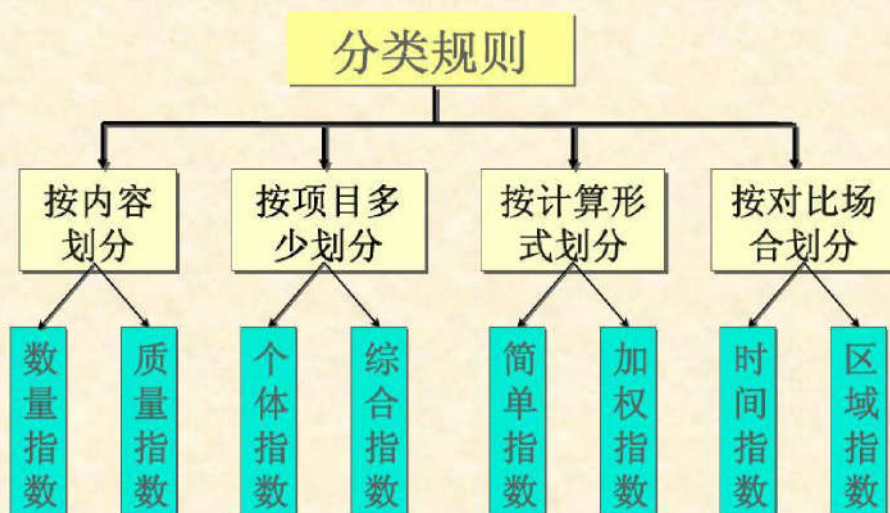 分类规则
按内容
划分
按项目多
少划分
按计算形
式划分
按对比场
合划分
数量指数
质量指数
个体指数
综合指数
简单指数
加权指数
时间指数
区域指数